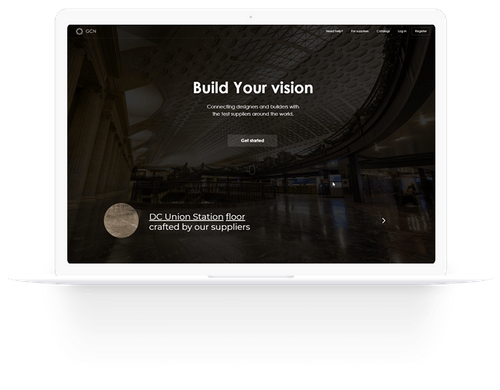 GCN
Need help?
For suppliers
Catalogs
Log in
Register
Build Your vision
Connecting designers and builders with
the test suppliers around the world.
Get started
DC Union Station floor
crafted by our suppliers